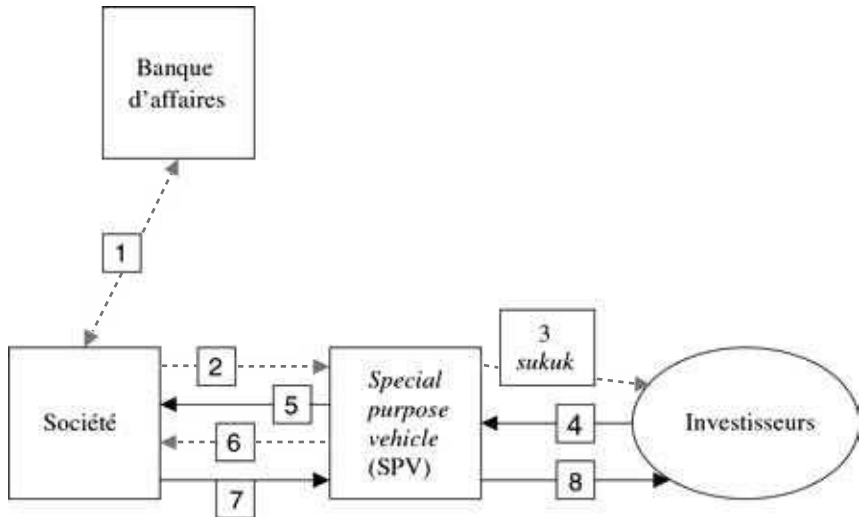 Banque
d'affaires
1
2
3
sukuk
Société
5
Special
purpose
vehicle
(SPV)
4
Investisseurs
6
7
8